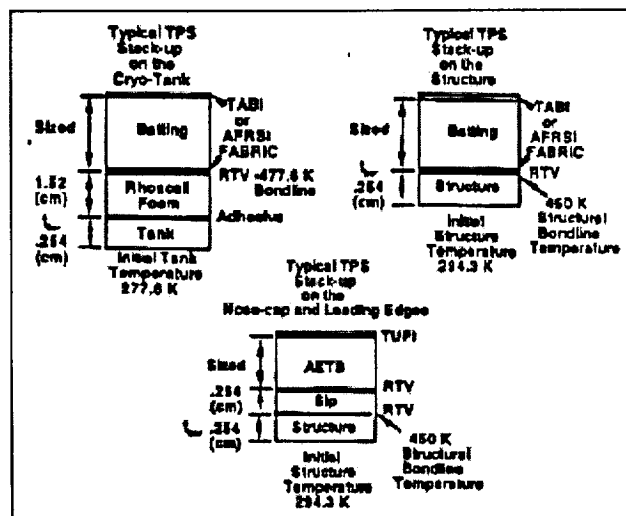 Typical TPS
Stack-up
on the
Cryo-Tank
TABI
or
AFRSI
FABRIC
Sized
Batting
RTV -477.6 K
Bondline
1.52
(cm)
Rhoacell
Foam
Adhesive
.254
(cm)
Tank
Initial Tank
Temperature
277.6 K
Typical TPS
Stack-up
on the
Structure
TABI
or
AFRSI
FABRIC
Sized
Batting
RTV
.254
(cm)
Structure
450 K
Structural
Bondline
Temperature
Initial
Structure
Temperature
294.3 K
Typical TPS
Stack-up
on the
Nose-cap and Leading Edges
TUFI
Sized
AETB
RTV
.254
(cm)
Sip
RTV
.254
(cm)
Structure
450 K
Structural
Bondline
Temperature
Initial
Structure
Temperature
294.3 K